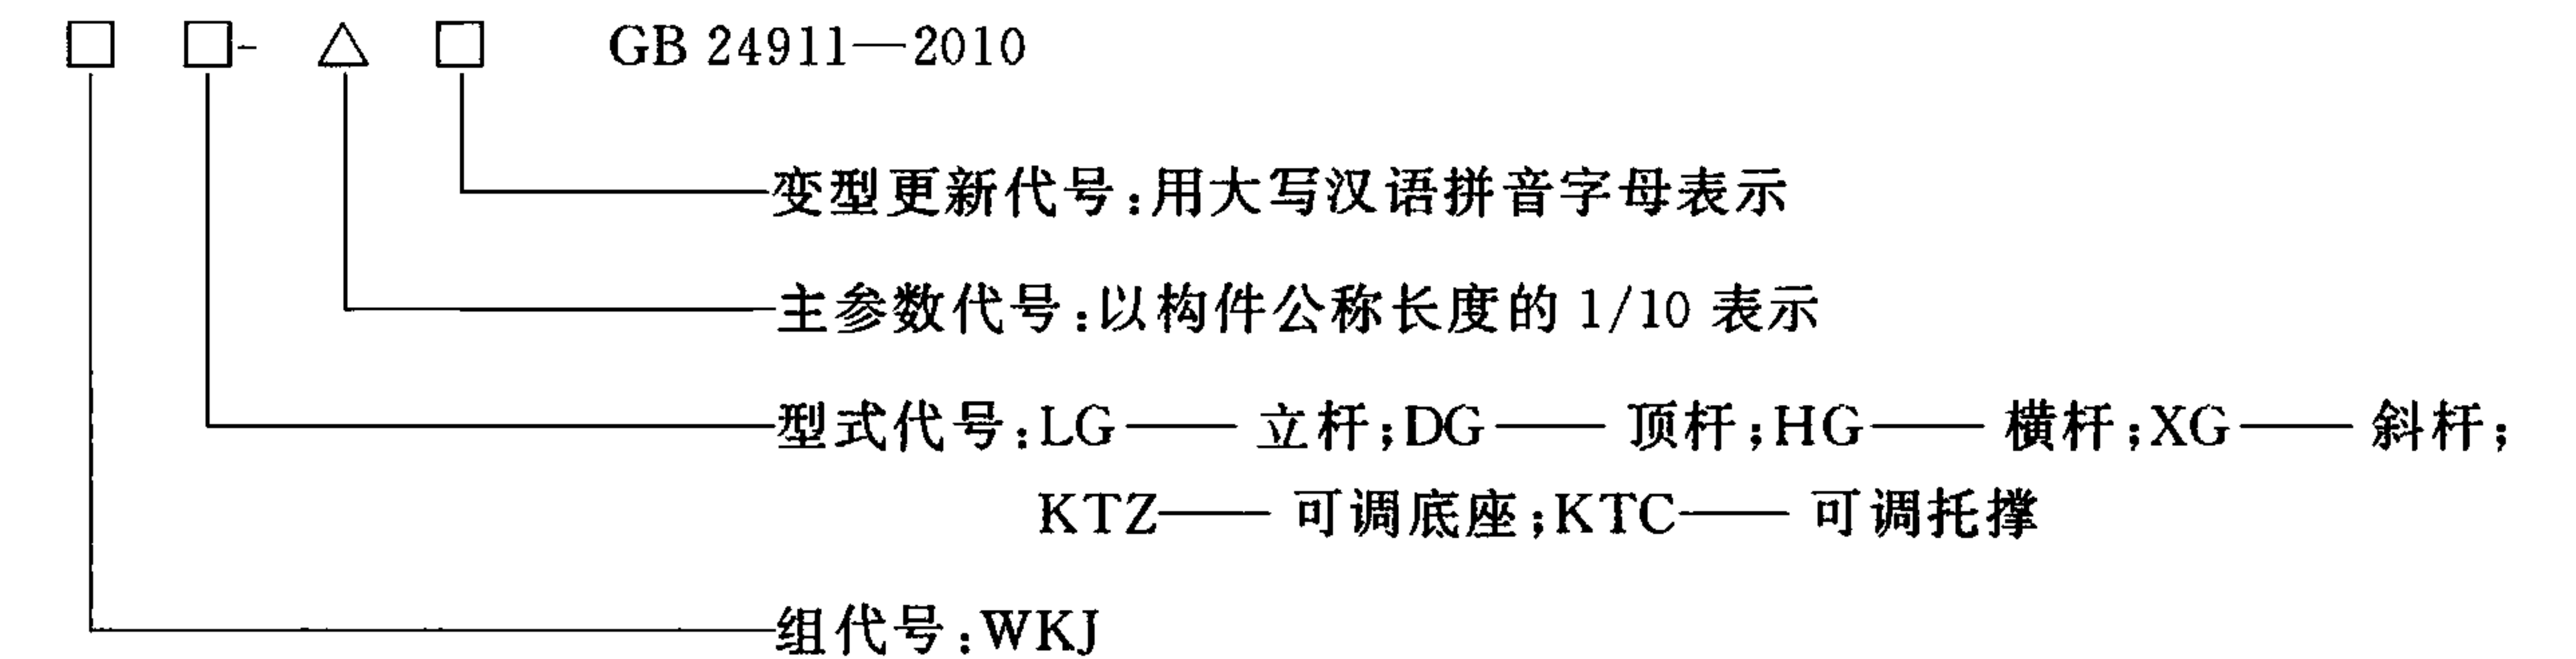 □ □- △ □ GB 24911—2010
变型更新代号:用大写汉语拼音字母表示
主参数代号:以构件公称长度的 1/10 表示
型式代号:LG—— 立杆;DG—— 顶杆;HG—— 横杆;XG—— 斜杆;
KTZ—— 可调底座;KTC—— 可调托撑
组代号:WKJ